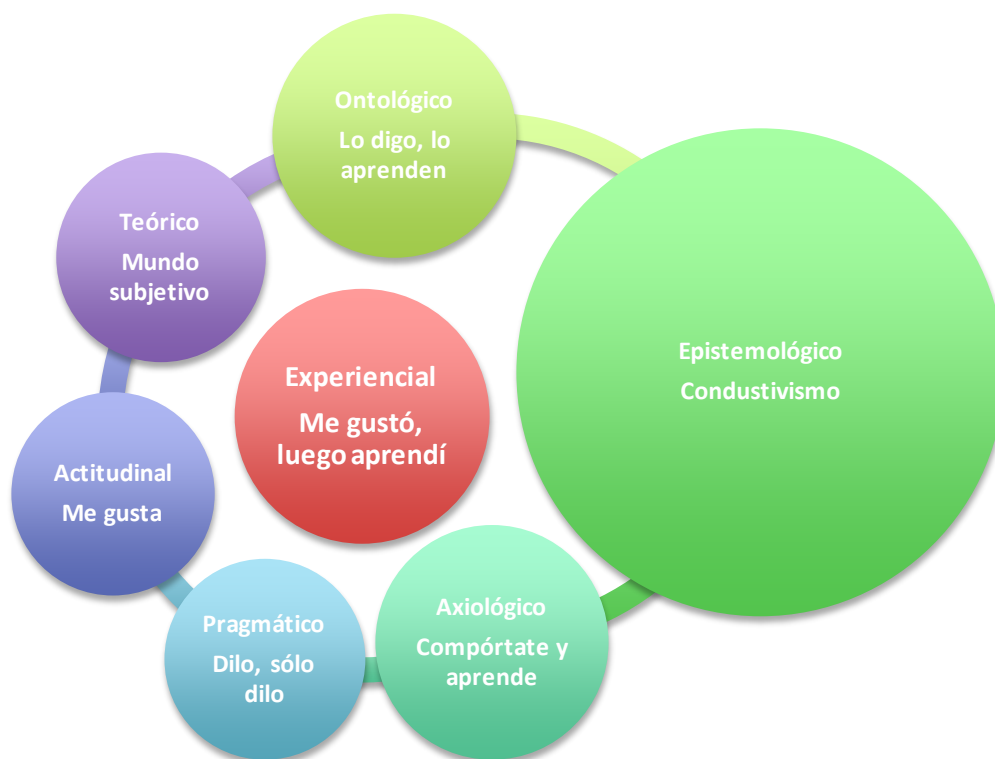 Ontológico
Lo digo, lo
aprenden
Teórico
Mundo
subjetivo
Epistemológico
Condustivismo
Experiencial
Me gustó,
luego aprendí
Actitudinal
Me gusta
Axiológico
Compórtate y
aprende
Pragmático
Dilo, sólo
dilo